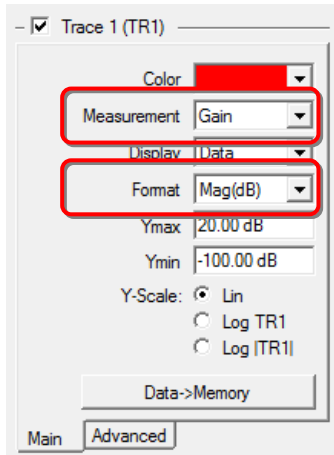 Trace 1 (TR1)
Color
Measurement Gain
Display Data
Format Mag(dB)
Ymax 20.00 dB
Ymin -100.00 dB
Y-Scale: Lin
Log TR1
Log |TR1|
Data->Memory
Main Advanced